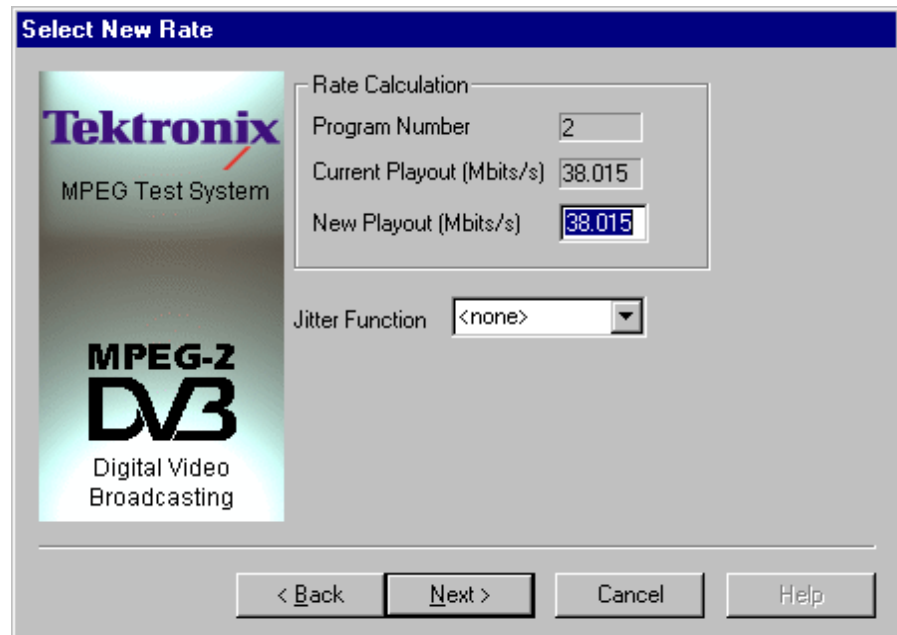 Select New Rate
Tektronix
MPEG Test System
MPEG-2
DVB
Digital Video
Broadcasting
Rate Calculation
Program Number 2
Current Playout (Mbits/s) 38.015
New Playout (Mbits/s) 38.015
Jitter Function <none>
< Back
Next >
Cancel
Help